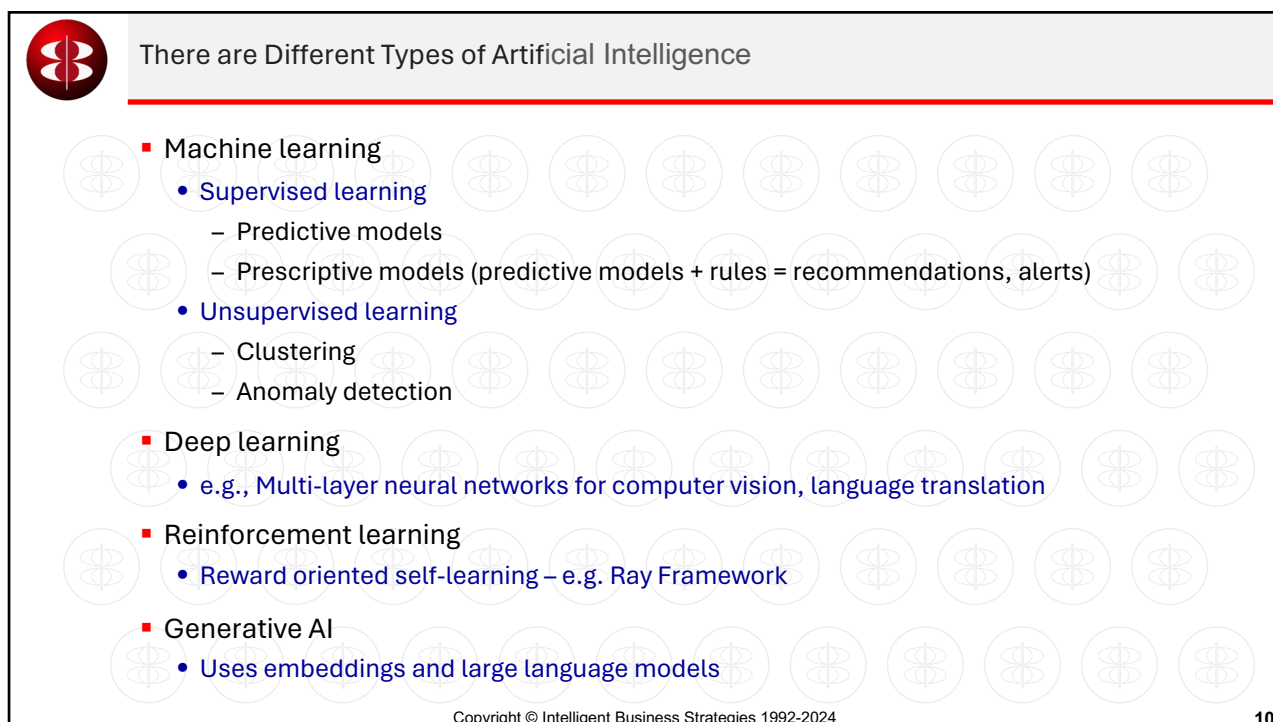 There are Different Types of Artificial Intelligence
▪ Machine learning
• Supervised learning
– Predictive models
– Prescriptive models (predictive models + rules = recommendations, alerts)
• Unsupervised learning
– Clustering
– Anomaly detection
▪ Deep learning
• e.g., Multi-layer neural networks for computer vision, language translation
▪ Reinforcement learning
• Reward oriented self-learning – e.g. Ray Framework
▪ Generative AI
• Uses embeddings and large language models
Copyright © Intelligent Business Strategies 1992-2024
10